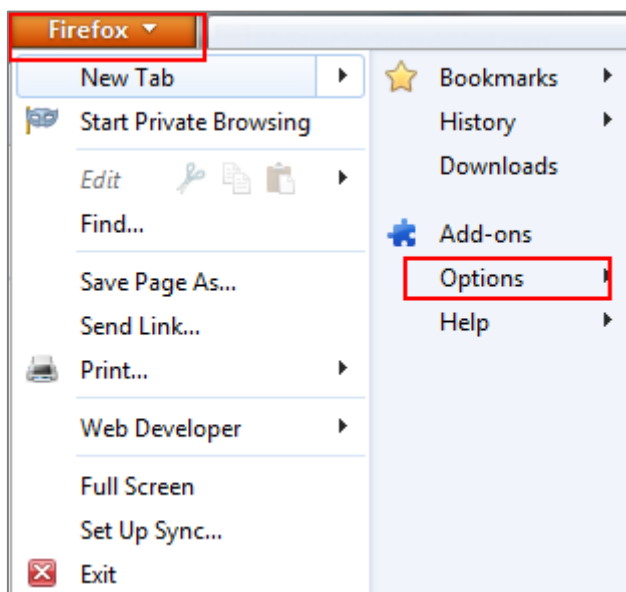 Firefox
New Tab
Start Private Browsing
Edit
Find...
Save Page As...
Send Link...
Print...
Web Developer
Full Screen
Set Up Sync...
Exit
Bookmarks
History
Downloads
Add-ons
Options
Help